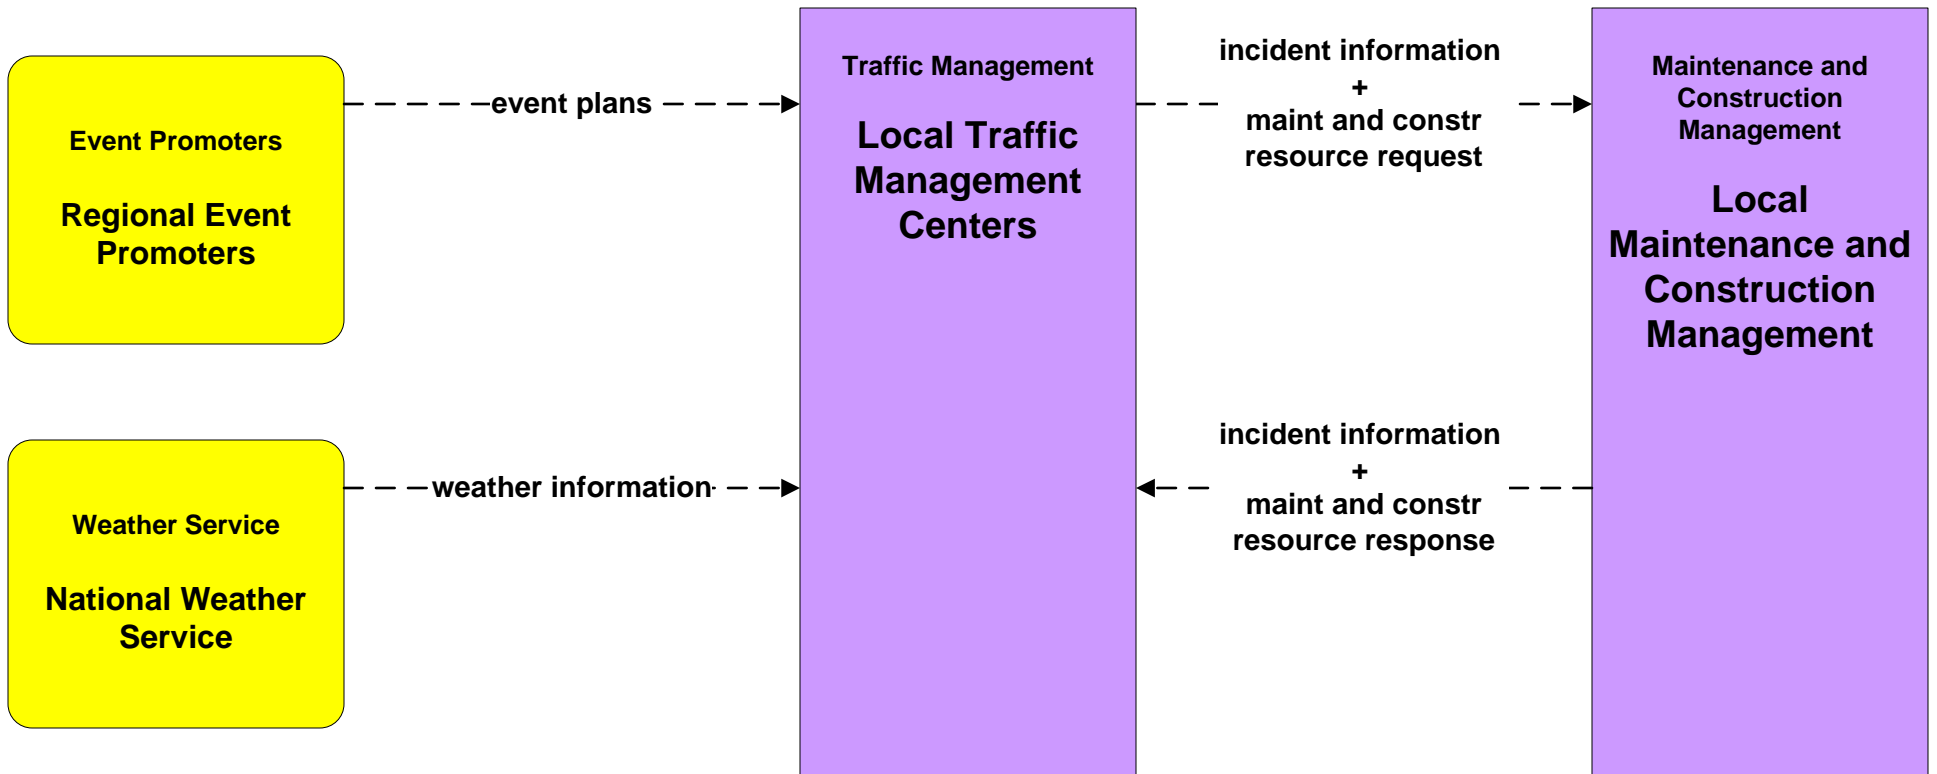 Event Promoters
Regional Event
Promoters
event plans
Weather Service
National Weather
Service
weather information
Traffic Management
Local Traffic
Management
Centers
incident information
+
maint and constr
resource request
incident information
+
maint and constr
resource response
Maintenance and
Construction
Management
Local
Maintenance and
Construction
Management